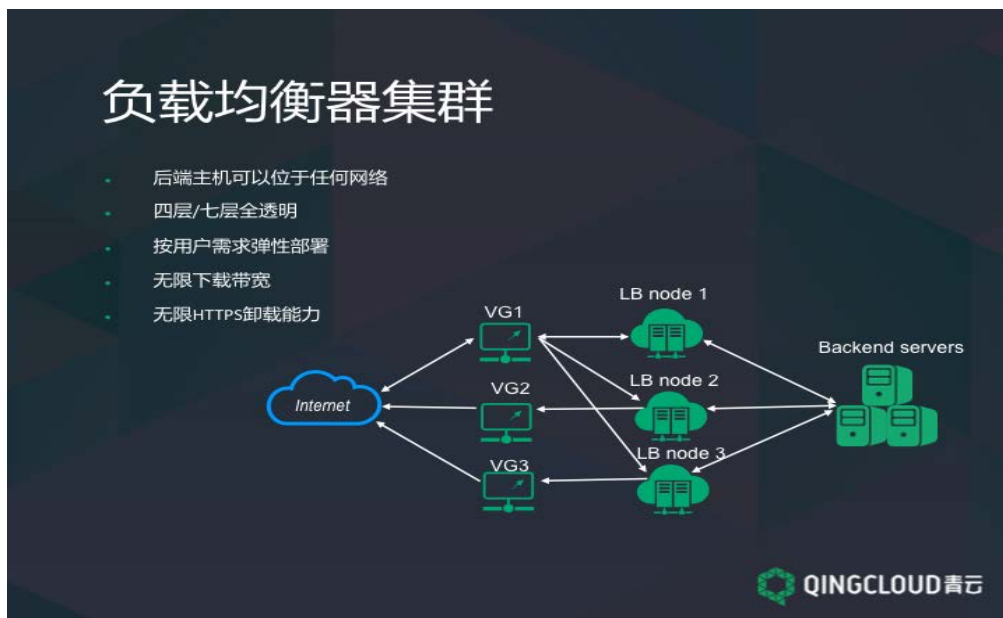 负载均衡器集群
后端主机可以位于任何网络
四层/七层全透明
按用户需求弹性部署
无限下载带宽
无限HTTPS卸载能力
LB node 1
VG1
Backend servers
LB node 2
VG2
Internet
LB node 3
VG3
QINGCLOUD青云